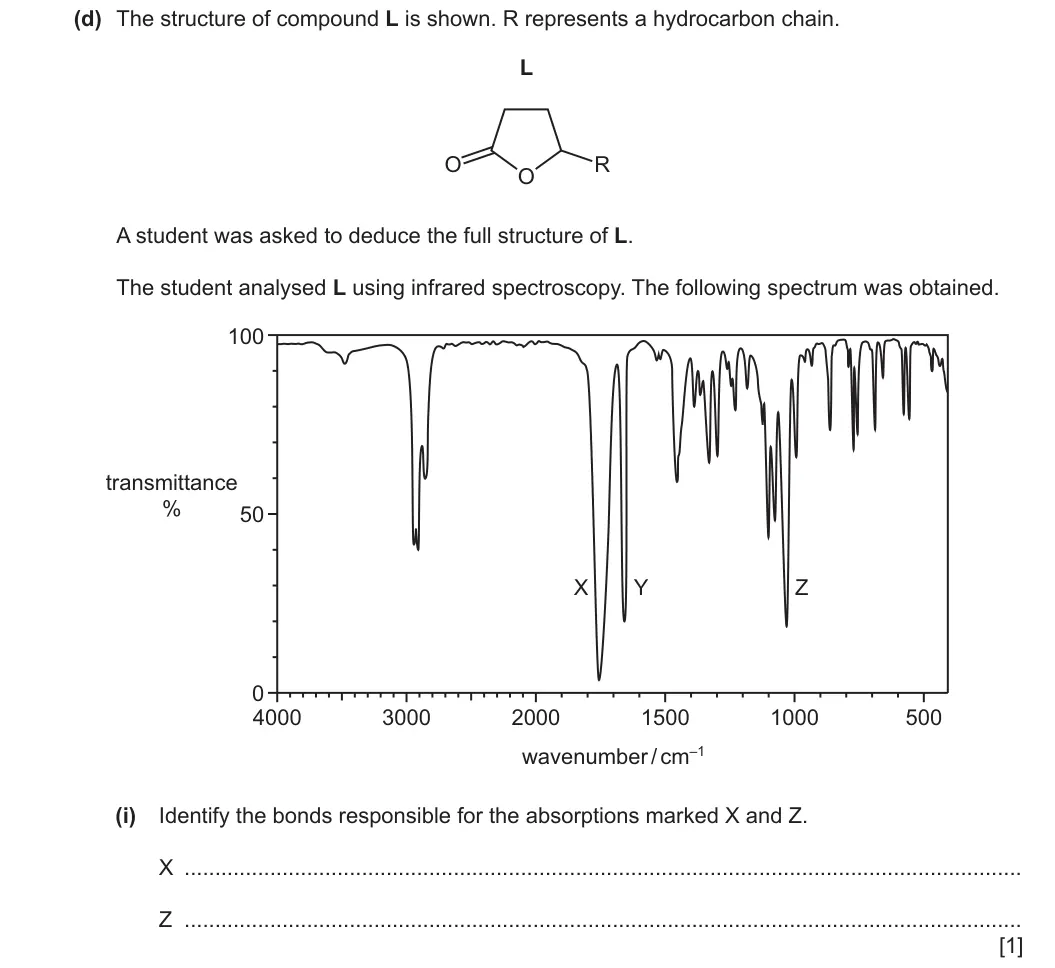 (d) The structure of compound L is shown. R represents a hydrocarbon chain.
L
O
O
R
A student was asked to deduce the full structure of L.
The student analysed L using infrared spectroscopy. The following spectrum was obtained.
100
transmittance
%
50
X
Y
Z
0
4000 3000 2000 1500 1000 500
wavenumber / cm⁻¹
(i) Identify the bonds responsible for the absorptions marked X and Z.
X ........................................................................................................................................
Z ........................................................................................................................................
[1]